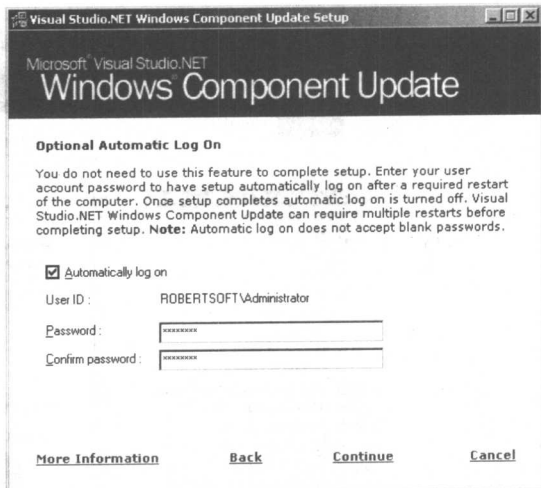 Visual Studio.NET Windows Component Update Setup
Microsoft® Visual Studio.NET
Windows® Component Update
Optional Automatic Log On
You do not need to use this feature to complete setup. Enter your user
account password to have setup automatically log on after a required restart
of the computer. Once setup completes automatic log on is turned off. Visual
Studio.NET Windows Component Update can require multiple restarts before
completing setup. Note: Automatic log on does not accept blank passwords.
Automatically log on
User ID : ROBERTSOFT\Administrator
Password : ********
Confirm password : ********
More Information Back Continue Cancel